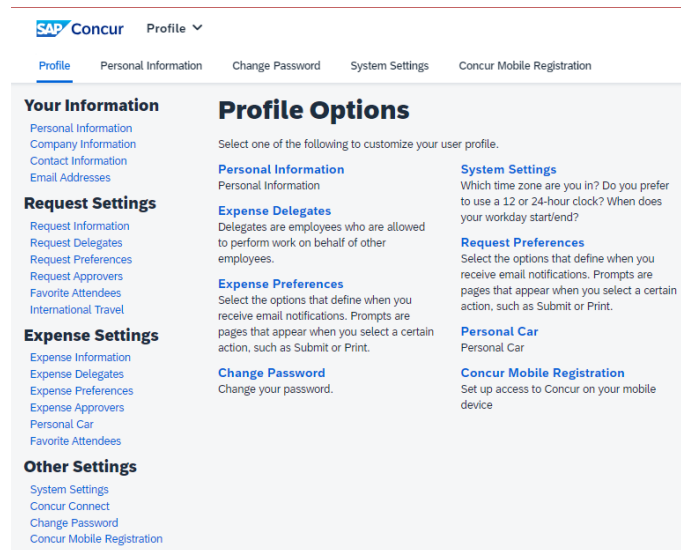 SAP Concur Profile
Profile Personal Information Change Password System Settings Concur Mobile Registration
Your Information
Personal Information
Company Information
Contact Information
Email Addresses
Request Settings
Request Information
Request Delegates
Request Preferences
Request Approvers
Favorite Attendees
International Travel
Expense Settings
Expense Information
Expense Delegates
Expense Preferences
Expense Approvers
Personal Car
Favorite Attendees
Other Settings
System Settings
Concur Connect
Change Password
Concur Mobile Registration
Profile Options
Select one of the following to customize your user profile.
Personal Information
Personal Information
Expense Delegates
Delegates are employees who are allowed
to perform work on behalf of other
employees.
Expense Preferences
Select the options that define when you
receive email notifications. Prompts are
pages that appear when you select a certain
action, such as Submit or Print.
Change Password
Change your password.
System Settings
Which time zone are you in? Do you prefer
to use a 12 or 24-hour clock? When does
your workday start/end?
Request Preferences
Select the options that define when you
receive email notifications. Prompts are
pages that appear when you select a certain
action, such as Submit or Print.
Personal Car
Personal Car
Concur Mobile Registration
Set up access to Concur on your mobile
device